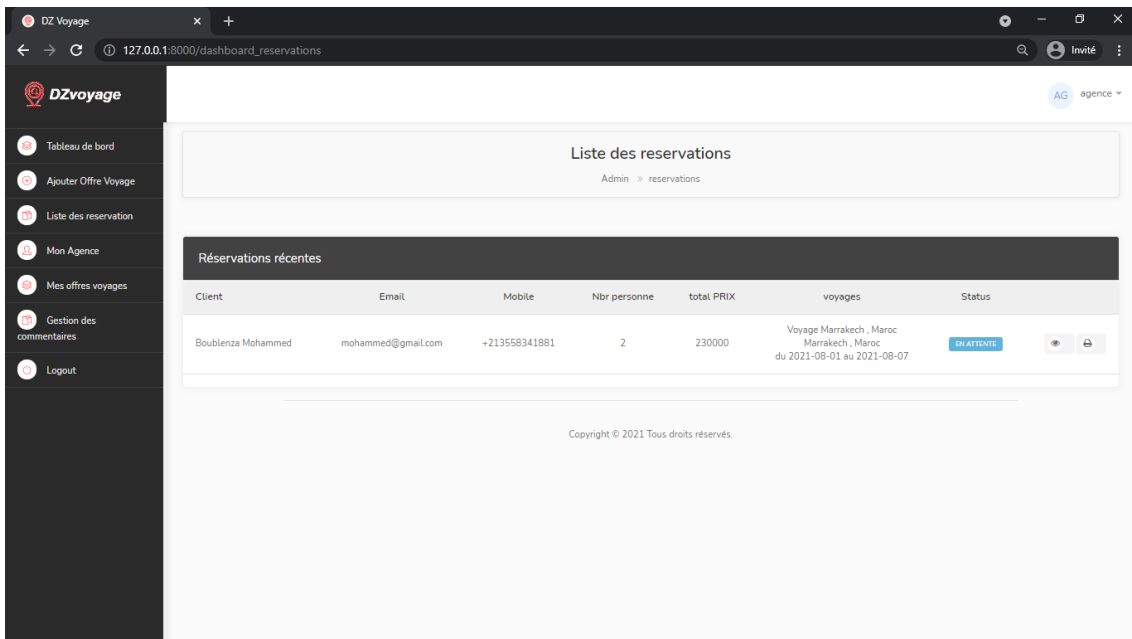 DZ Voyage
127.0.0.1:8000/dashboard_reservations
Invité
DZvoyage
AG agence
Tableau de bord
Ajouter Offre Voyage
Liste des reservation
Mon Agence
Mes offres voyages
Gestion des
commentaires
Logout
Liste des reservations
Admin » reservations
Réservations récentes
Client Email Mobile Nbr personne total PRIX voyages Status
Boublenza Mohammed mohammed@gmail.com +213558341881 2 230000
Voyage Marrakech , Maroc
Marrakech , Maroc
du 2021-08-01 au 2021-08-07
EN ATTENTE
Copyright © 2021 Tous droits réservés.